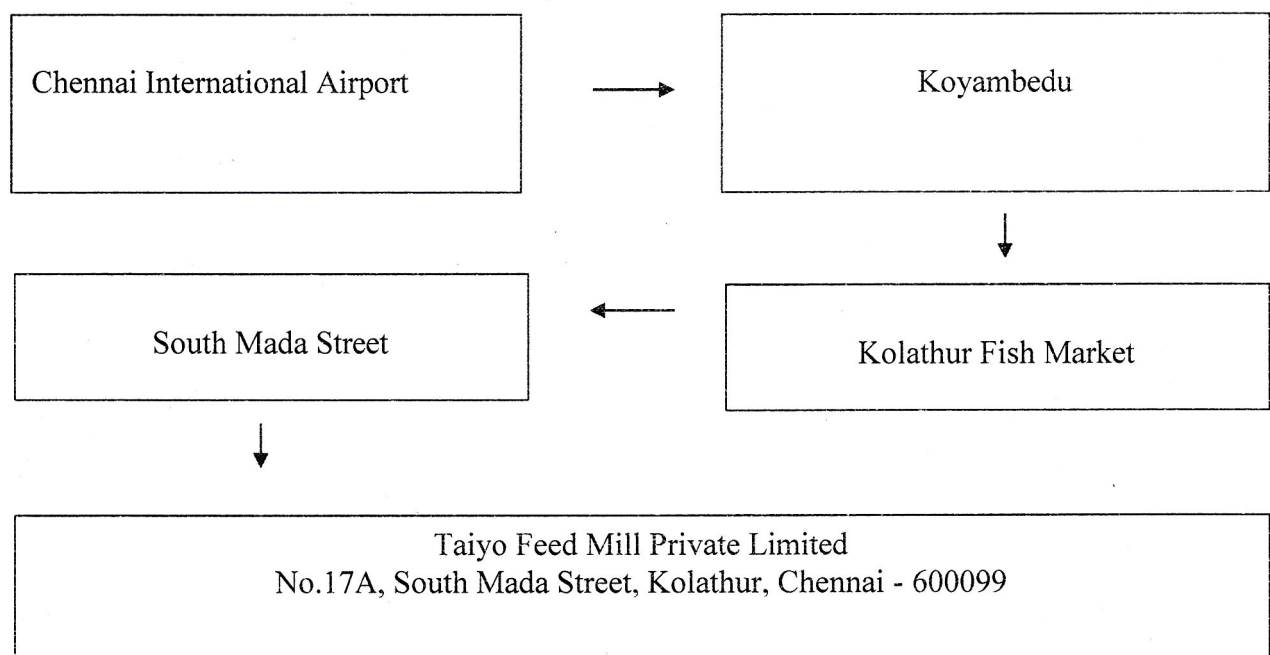 Chennai International Airport
Koyambedu
Kolathur Fish Market
South Mada Street
Taiyo Feed Mill Private Limited
No.17A, South Mada Street, Kolathur, Chennai - 600099